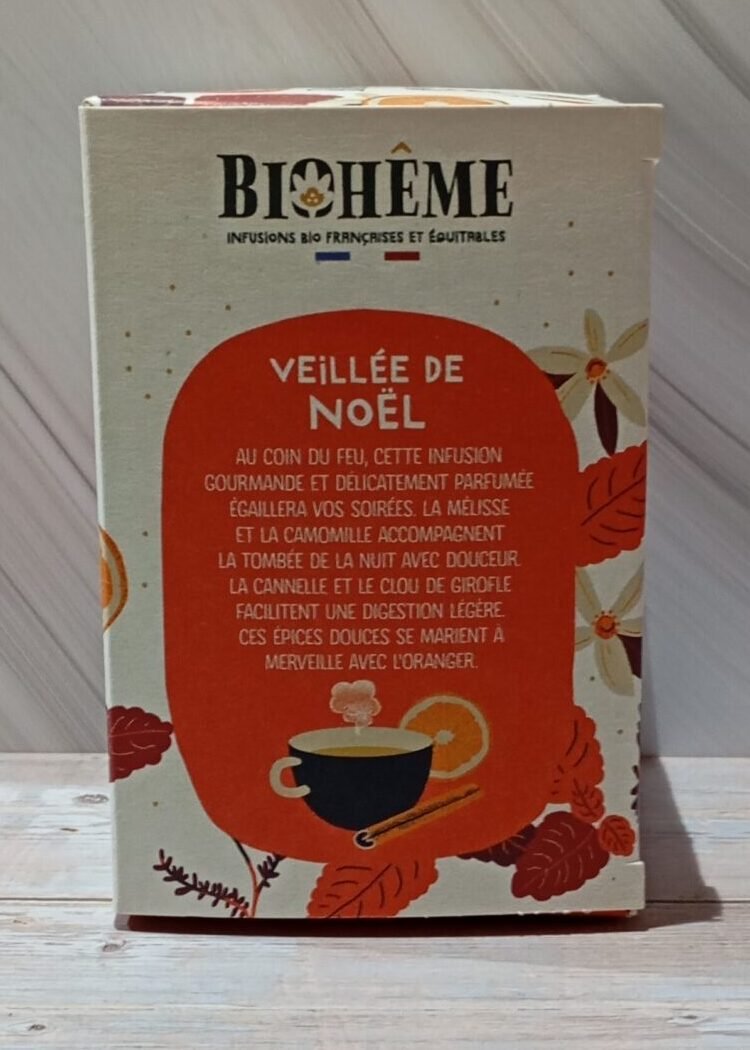 BIOHÊME
INFUSIONS BIO FRANÇAISES ET ÉQUITABLES
VEiLLÉE DE
NOËL
AU COIN DU FEU, CETTE INFUSION
GOURMANDE ET DÉLICATEMENT PARFUMÉE
ÉGAILLERA VOS SOIRÉES. LA MÉLISSE
ET LA CAMOMILLE ACCOMPAGNENT
LA TOMBÉE DE LA NUIT AVEC DOUCEUR.
LA CANNELLE ET LE CLOU DE GIROFLE
FACILITENT UNE DIGESTION LÉGÉRE.
CES ÉPICES DOUCES SE MARIENT À
MERVEILLE AVEC L'ORANGER.